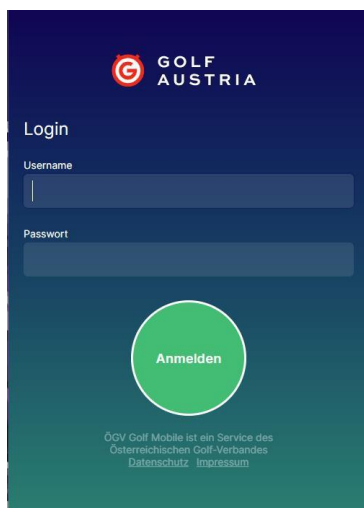 GOLF
AUSTRIA
Login
Username
Passwort
Anmelden
ÖGV Golf Mobile ist ein Service des
Österreichischen Golf-Verbandes
Datenschutz Impressum